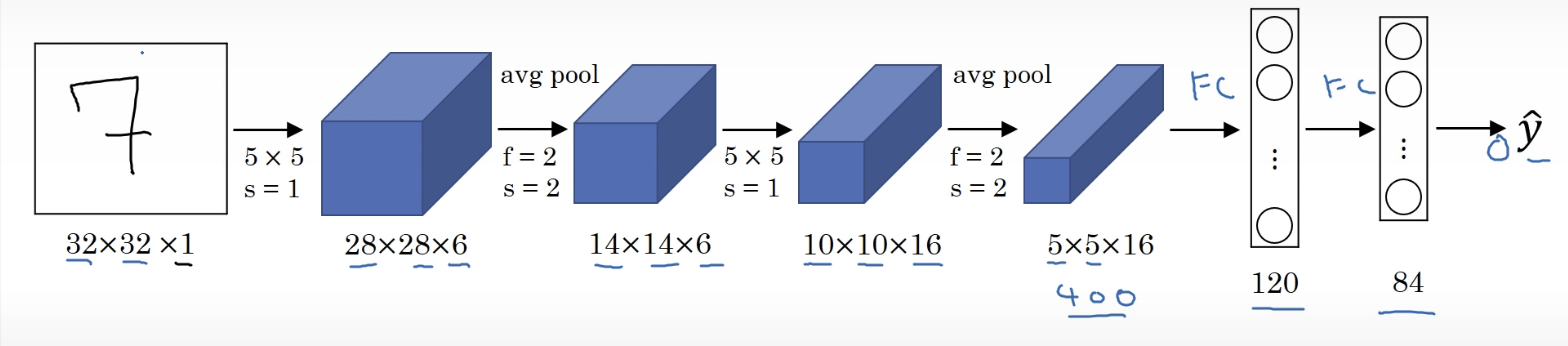 7
5 × 5
s = 1
avg pool
f = 2
s = 2
5 × 5
s = 1
avg pool
f = 2
s = 2
FC
FC
ŷ
32×32 ×1
28×28×6
14×14×6
10×10×16
5×5×16
400
120
84